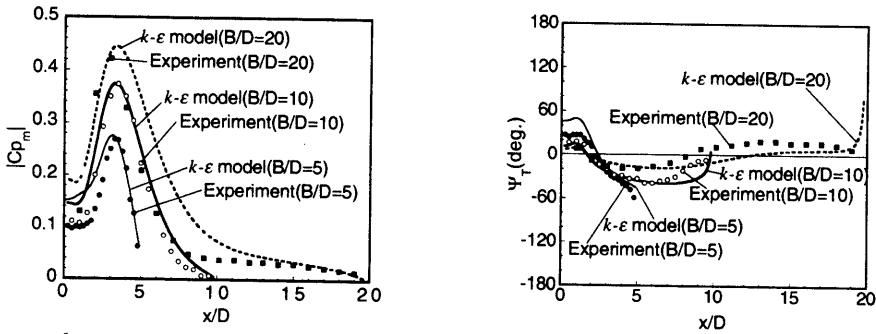 0.5
0.4
0.3
0.2
0.1
0
|Cpₘ|
k-ε model(B/D=20)
Experiment(B/D=20)
k-ε model(B/D=10)
Experiment(B/D=10)
k-ε model(B/D=5)
Experiment(B/D=5)
0 5 10 15 20
x/D
180
120
60
0
-60
-120
-180
Ψ_T(deg.)
k-ε model(B/D=20)
Experiment(B/D=20)
k-ε model(B/D=10)
Experiment(B/D=10)
k-ε model(B/D=5)
Experiment(B/D=5)
0 5 10 15 20
x/D